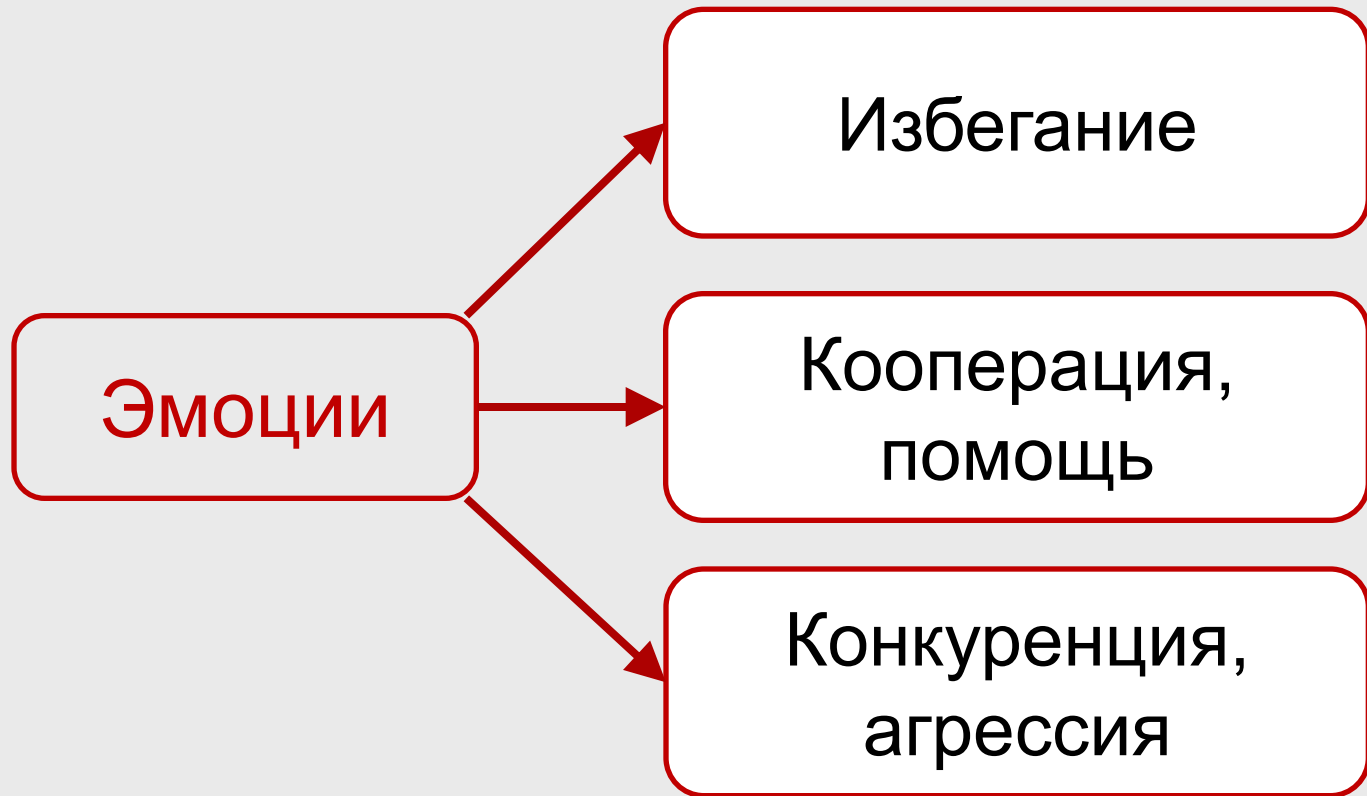 Избегание
Эмоции
Кооперация,
помощь
Конкуренция,
агрессия